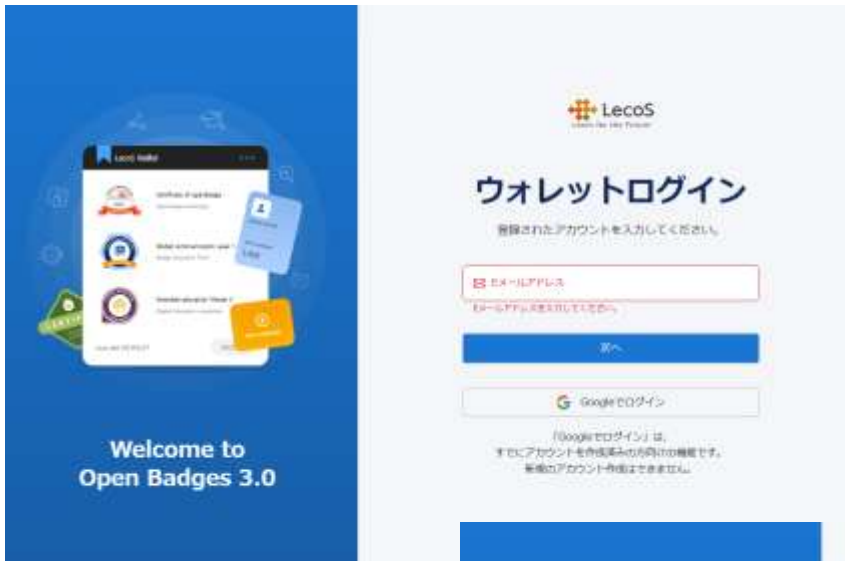 Welcome to
Open Badges 3.0
LecoS
Learn for the Future
ウォレットログイン
登録されたアカウントを入力してください。
Eメールアドレス
Eメールアドレスを入力してください。
次へ
Googleでログイン
「Googleでログイン」は、
すでにアカウントを作成済みの方向けの機能です。
新規のアカウント作成はできません。